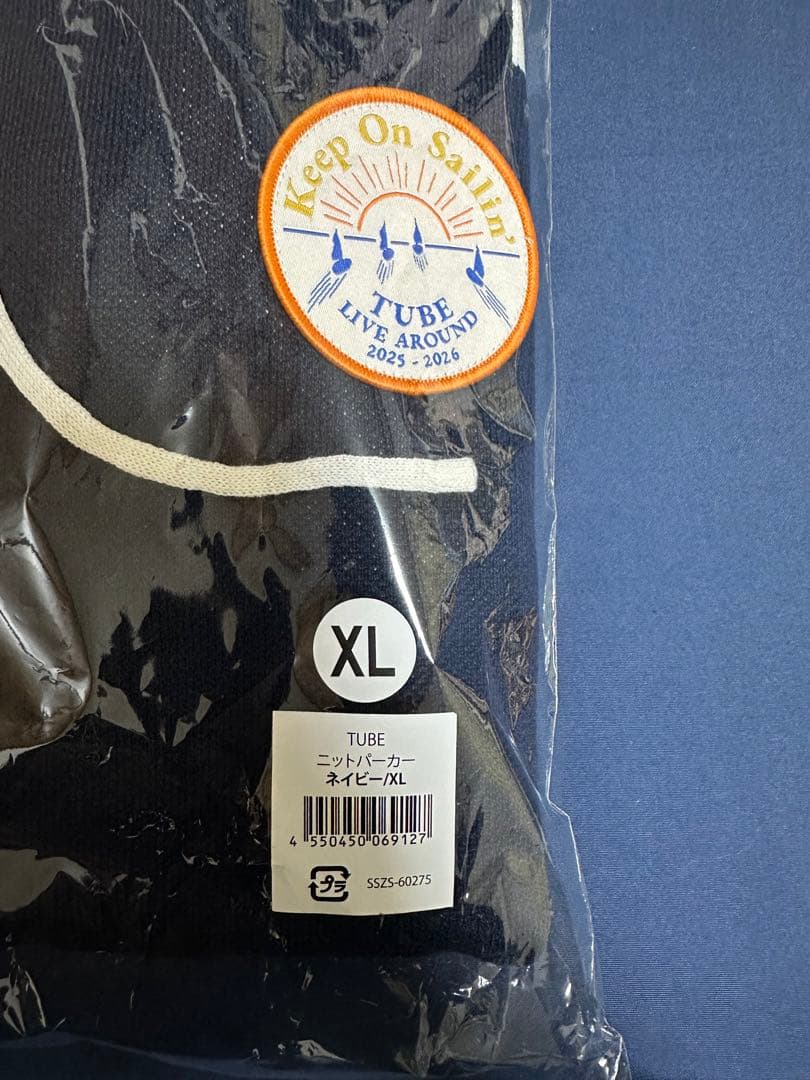 Keep On Sailin'
TUBE
LIVE AROUND
2025 - 2026
XL
TUBE
ニットパーカー
ネイビー/XL
4 550450 069127
プラ
SSZS-60275